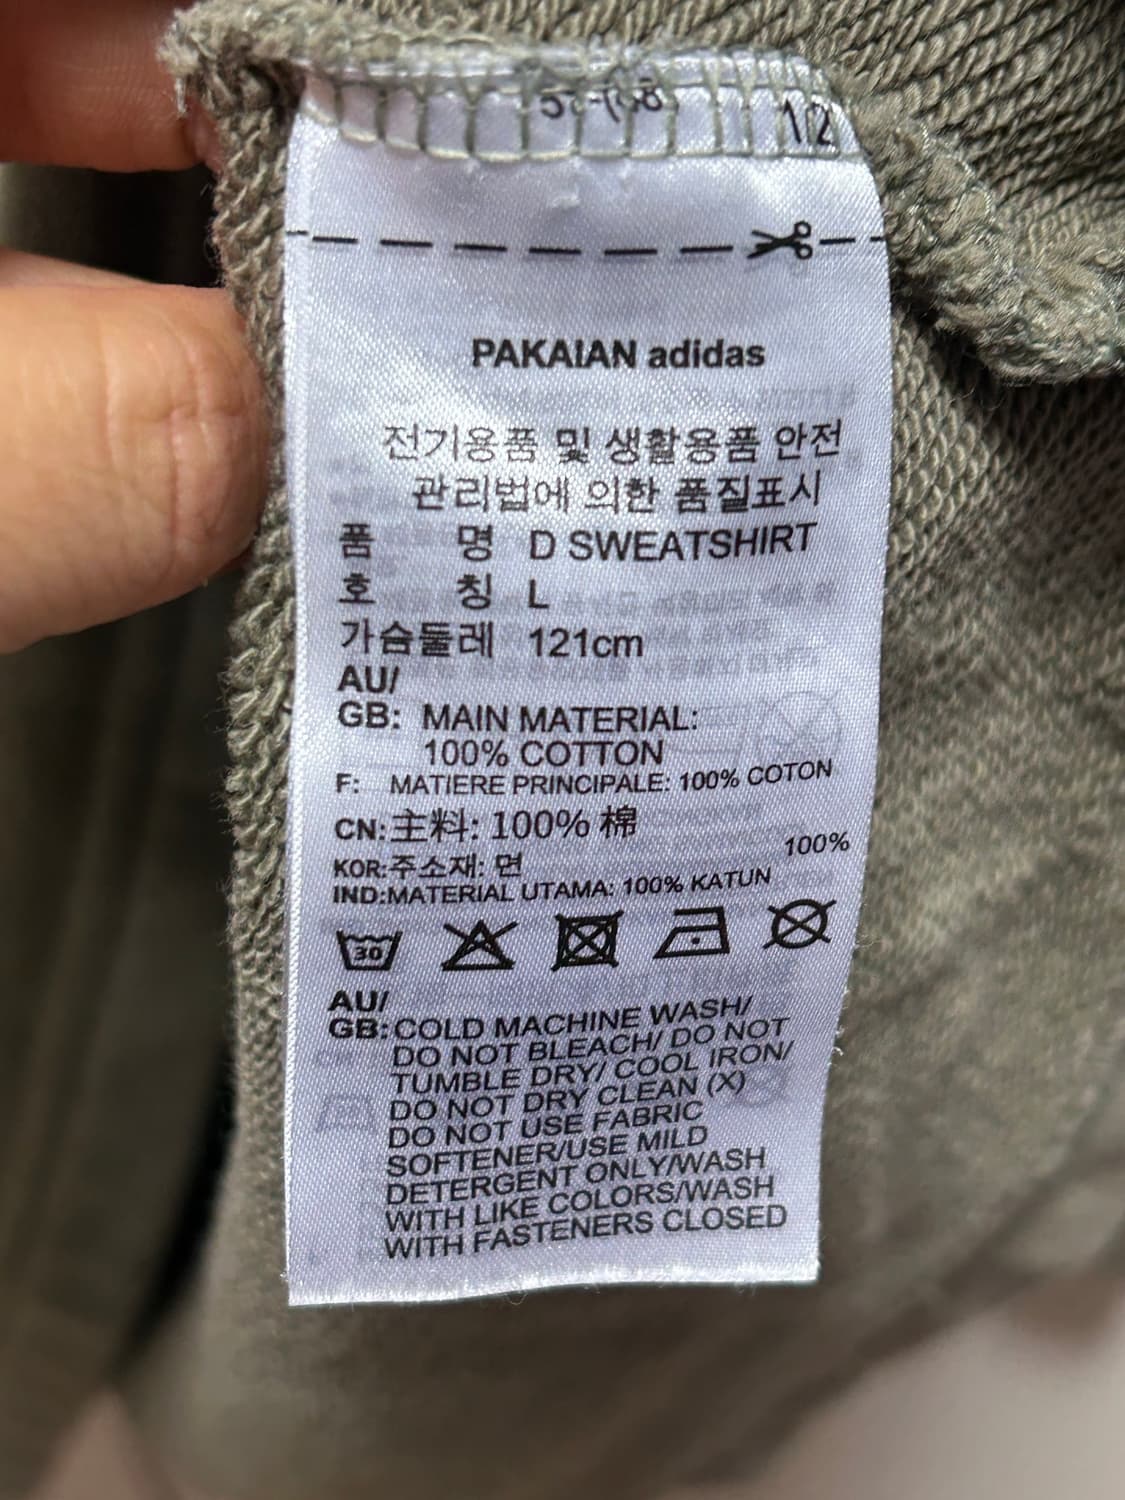 1/2
PAKAIAN adidas
전기용품 및 생활용품 안전
관리법에 의한 품질표시
품 명 D SWEATSHIRT
호 칭 L
가슴둘레 121cm
AU/
GB: MAIN MATERIAL:
100% COTTON
F: MATIERE PRINCIPALE: 100% COTON
CN:主料: 100% 棉
KOR:주소재: 면 100%
IND:MATERIAL UTAMA: 100% KATUN
30
AU/
GB:COLD MACHINE WASH/
DO NOT BLEACH/ DO NOT
TUMBLE DRY/ COOL IRON/
DO NOT DRY CLEAN (X)
DO NOT USE FABRIC
SOFTENER/USE MILD
DETERGENT ONLY/WASH
WITH LIKE COLORS/WASH
WITH FASTENERS CLOSED